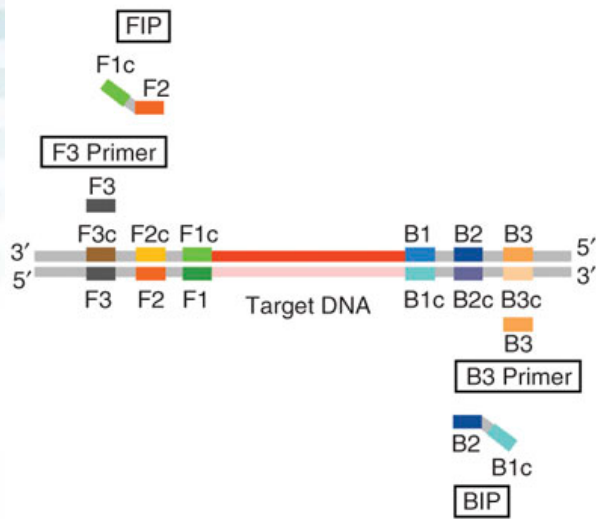 FIP
F1c
F2
F3 Primer
F3
F3c F2c F1c B1 B2 B3
3′ 5′
5′ 3′
F3 F2 F1 Target DNA B1c B2c B3c
B3
B3 Primer
B2
B1c
BIP